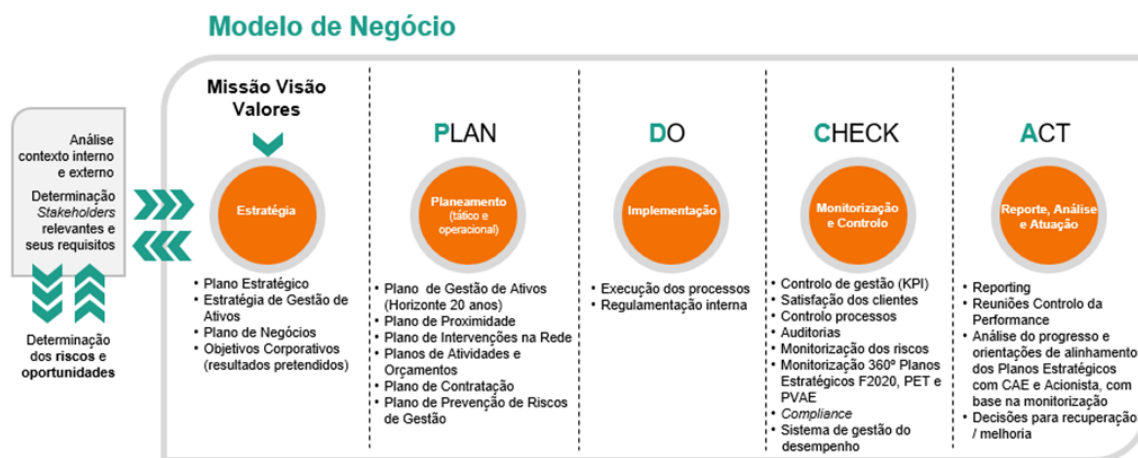 Modelo de Negócio
Análise
contexto interno
e externo
Determinação
Stakeholders
relevantes e
seus requisitos
Determinação
dos riscos e
oportunidades
Missão Visão
Valores
Estratégia
• Plano Estratégico
• Estratégia de Gestão de
Ativos
• Plano de Negócios
• Objetivos Corporativos
(resultados pretendidos)
PLAN
Planeamento
(tático e
operacional)
• Plano de Gestão de Ativos
(Horizonte 20 anos)
• Plano de Proximidade
• Plano de Intervenções na Rede
• Planos de Atividades e
Orçamentos
• Plano de Contratação
• Plano de Prevenção de Riscos
de Gestão
DO
Implementação
• Execução dos processos
• Regulamentação interna
CHECK
Monitorização
e Controlo
• Controlo de gestão (KPI)
• Satisfação dos clientes
• Controlo processos
• Auditorias
• Monitorização dos riscos
• Monitorização 360º Planos
Estratégicos F2020, PET e
PVAE
• Compliance
• Sistema de gestão do
desempenho
ACT
Reporte, Análise
e Atuação
• Reporting
• Reuniões Controlo da
Performance
• Análise do progresso e
orientações de alinhamento
dos Planos Estratégicos
com CAE e Acionista, com
base na monitorização
• Decisões para recuperação
/ melhoria